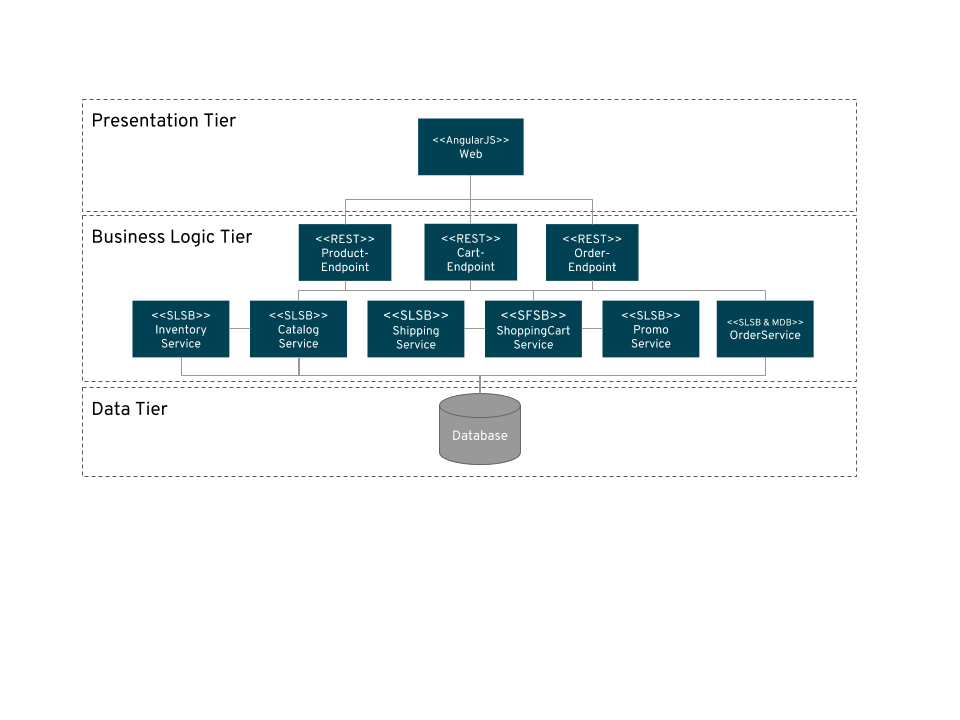 Presentation Tier
<<AngularJS>>
Web
Business Logic Tier
<<REST>>
Product-
Endpoint
<<REST>>
Cart-
Endpoint
<<REST>>
Order-
Endpoint
<<SLSB>>
Inventory
Service
<<SLSB>>
Catalog
Service
<<SLSB>>
Shipping
Service
<<SFSB>>
ShoppingCart
Service
<<SLSB>>
Promo
Service
<<SLSB & MDB>>
OrderService
Data Tier
Database